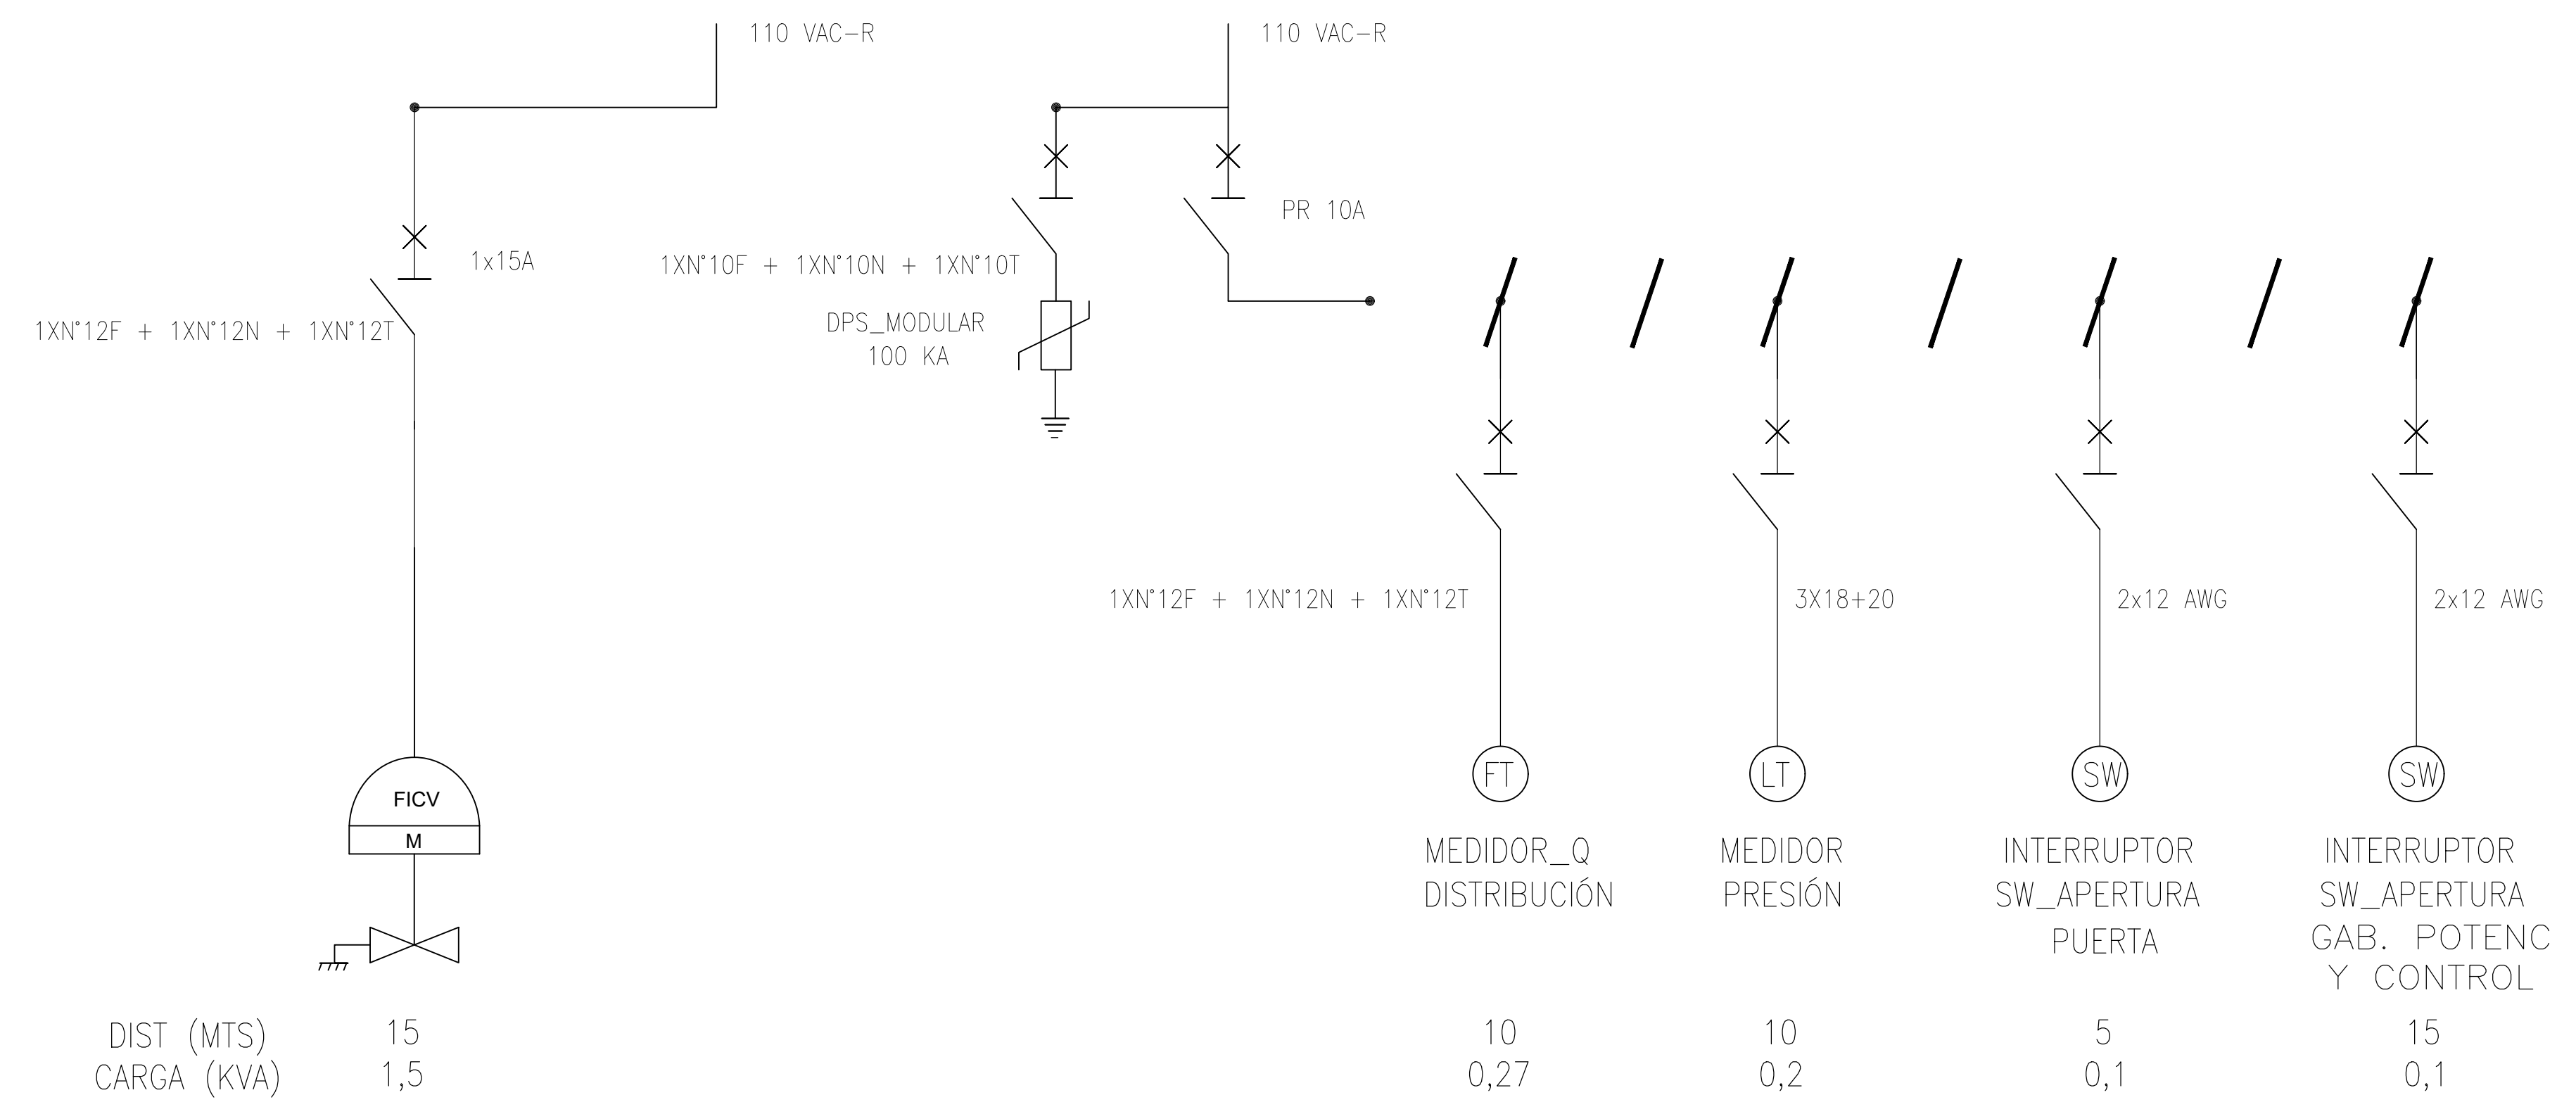 110 VAC-R
110 VAC-R
PR 10A
1x15A
1XN°10F + 1XN°10N + 1XN°10T
1XN°12F + 1XN°12N + 1XN°12T
DPS_MODULAR
100 KA
1XN°12F + 1XN°12N + 1XN°12T
3X18+20
2x12 AWG
2x12 AWG
FICV
M
FT
LT
SW
SW
MEDIDOR_Q
DISTRIBUCIÓN
MEDIDOR
PRESIÓN
INTERRUPTOR
SW_APERTURA
PUERTA
INTERRUPTOR
SW_APERTURA
GAB. POTENC
Y CONTROL
DIST (MTS) 15 10 10 5 15
CARGA (KVA) 1,5 0,27 0,2 0,1 0,1